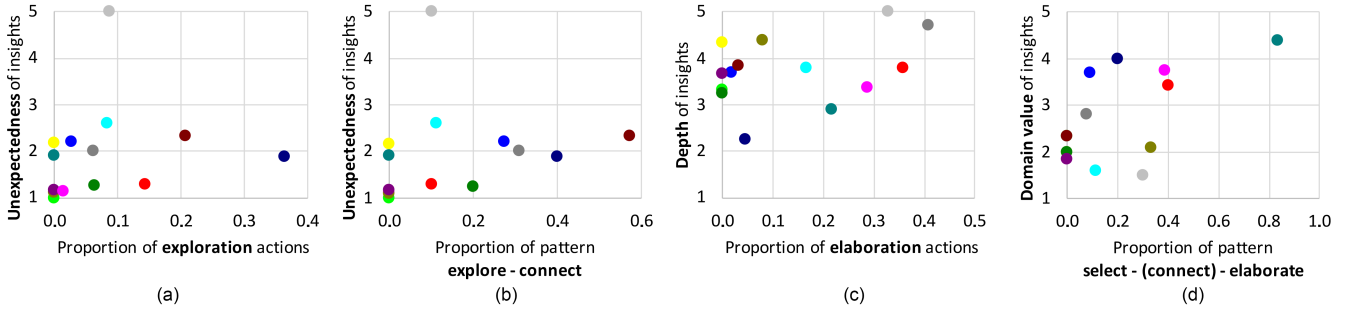 Unexpectedness of insights
5
4
3
2
1
0.0 0.1 0.2 0.3 0.4
Proportion of exploration actions
(a)
Unexpectedness of insights
5
4
3
2
1
0.0 0.2 0.4 0.6
Proportion of pattern
explore - connect
(b)
Depth of insights
5
4
3
2
1
0.0 0.1 0.2 0.3 0.4 0.5
Proportion of elaboration actions
(c)
Domain value of insights
5
4
3
2
1
0.0 0.2 0.4 0.6 0.8 1.0
Proportion of pattern
select - (connect) - elaborate
(d)